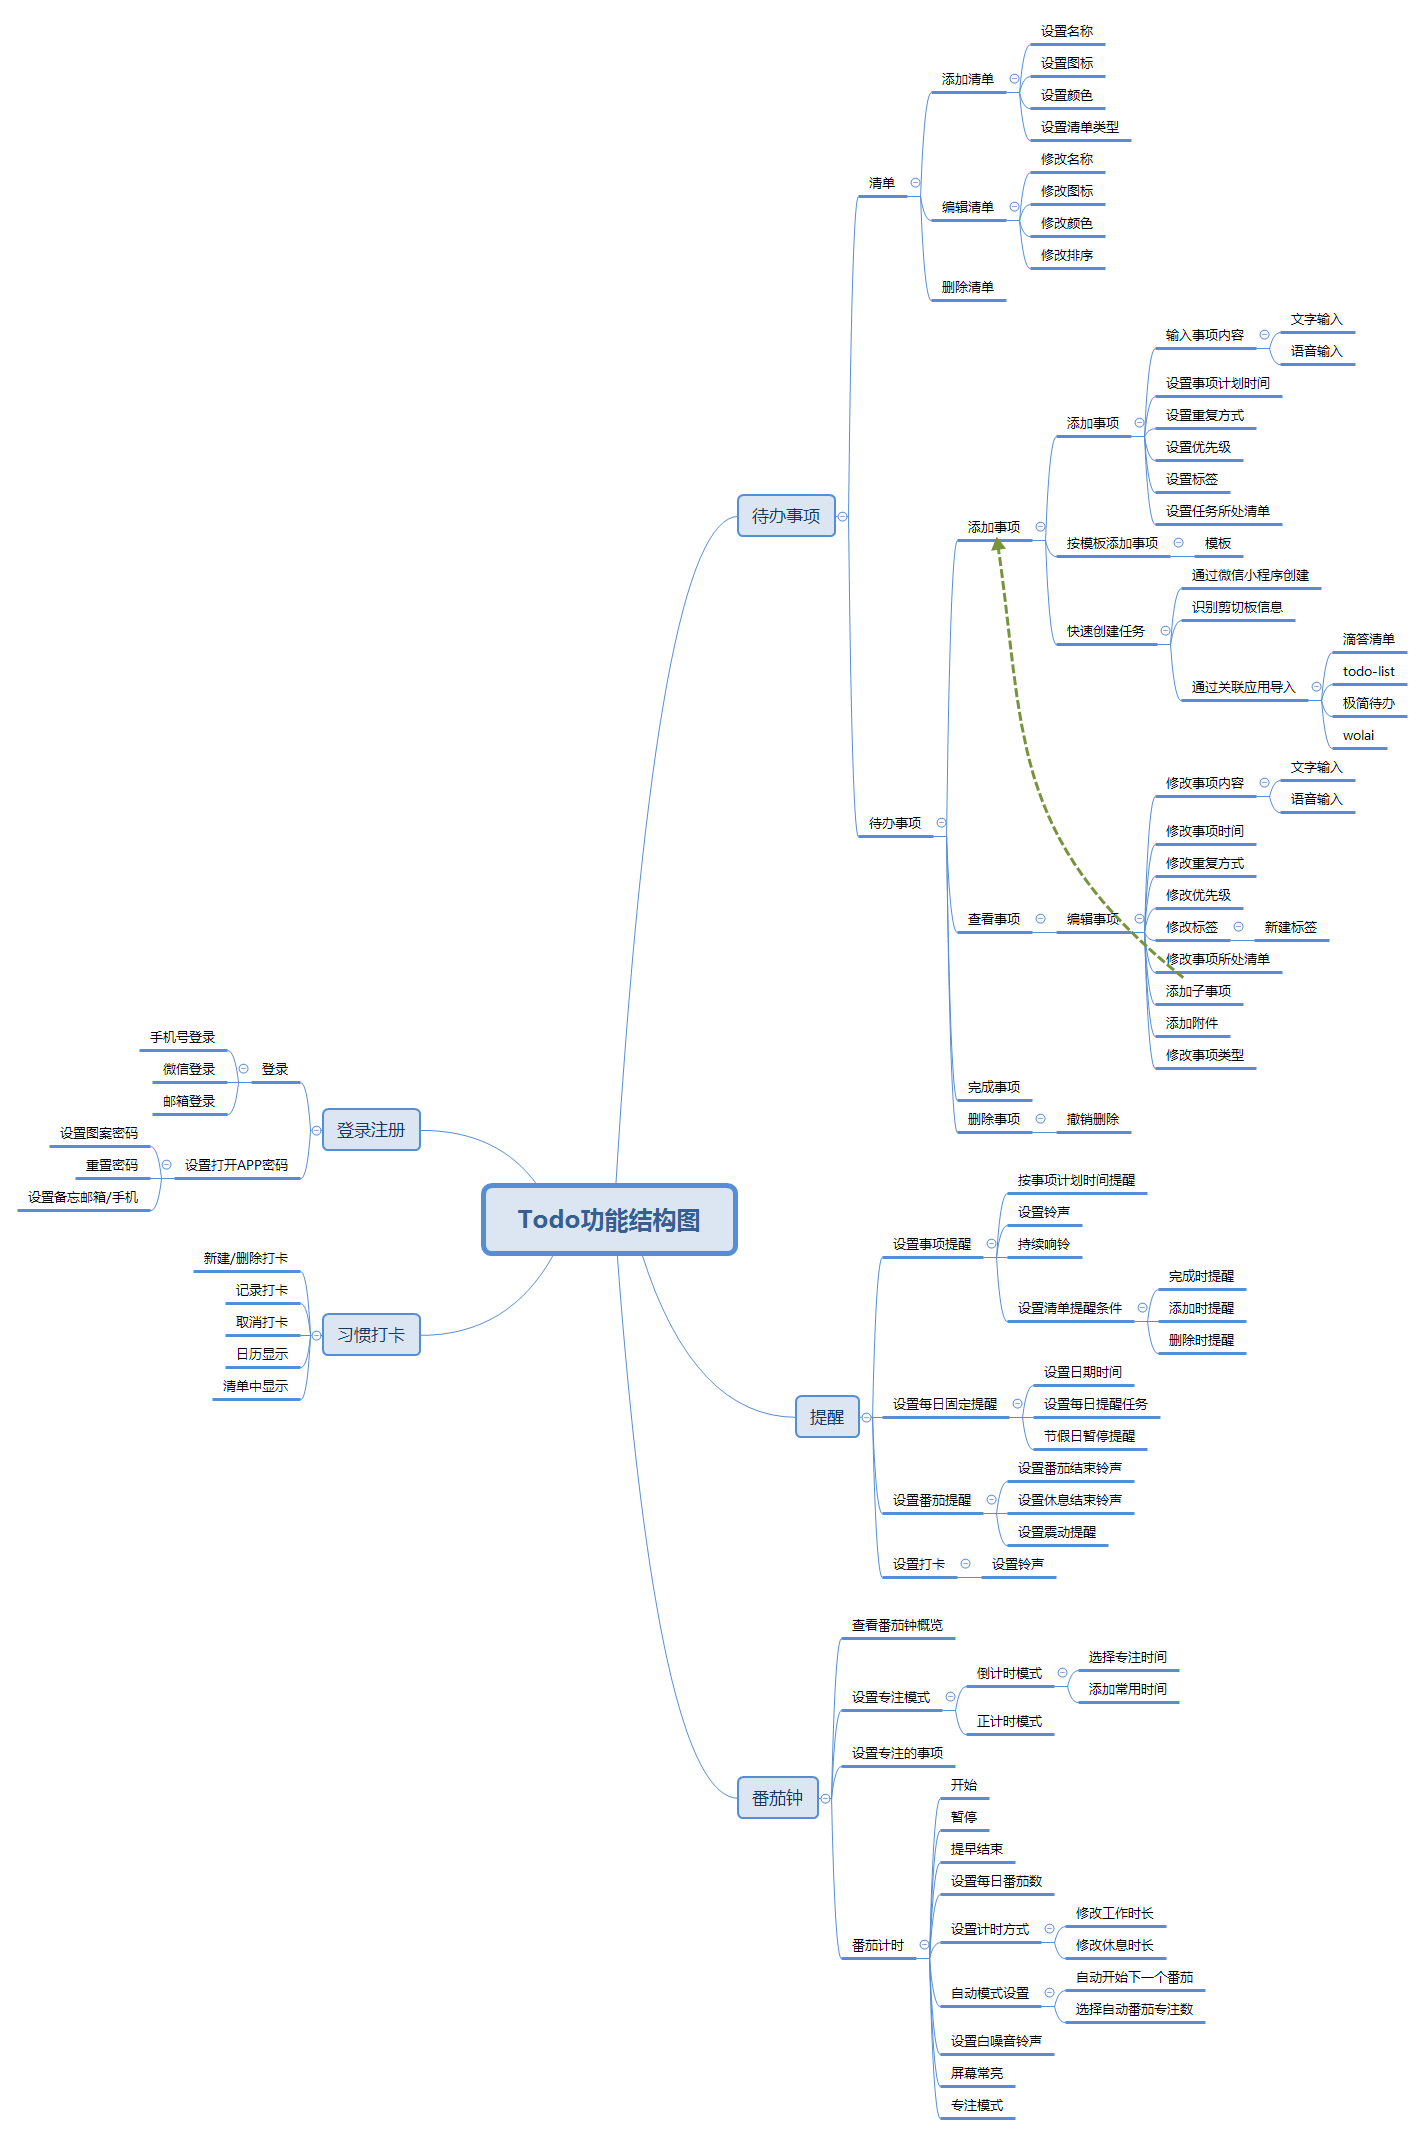 Todo功能结构图
待办事项
清单
添加清单
设置名称
设置图标
设置颜色
设置清单类型
编辑清单
修改名称
修改图标
修改颜色
修改排序
删除清单
待办事项
添加事项
添加事项
输入事项内容
文字输入
语音输入
设置事项计划时间
设置重复方式
设置优先级
设置标签
设置任务所处清单
按模板添加事项
模板
快速创建任务
通过微信小程序创建
识别剪切板信息
通过关联应用导入
滴答清单
todo-list
极简待办
wolai
查看事项
编辑事项
修改事项内容
文字输入
语音输入
修改事项时间
修改重复方式
修改优先级
修改标签
新建标签
修改事项所处清单
添加子事项
添加附件
修改事项类型
完成事项
删除事项
撤销删除
登录注册
登录
手机号登录
微信登录
邮箱登录
设置打开APP密码
设置图案密码
重置密码
设置备忘邮箱/手机
习惯打卡
新建/删除打卡
记录打卡
取消打卡
日历显示
清单中显示
提醒
设置事项提醒
按事项计划时间提醒
设置铃声
持续响铃
设置清单提醒条件
完成时提醒
添加时提醒
删除时提醒
设置每日固定提醒
设置日期时间
设置每日提醒任务
节假日暂停提醒
设置番茄提醒
设置番茄结束铃声
设置休息结束铃声
设置震动提醒
设置打卡
设置铃声
番茄钟
查看番茄钟概览
设置专注模式
倒计时模式
选择专注时间
添加常用时间
正计时模式
设置专注的事项
番茄计时
开始
暂停
提早结束
设置每日番茄数
设置计时方式
修改工作时长
修改休息时长
自动模式设置
自动开始下一个番茄
选择自动番茄专注数
设置白噪音铃声
屏幕常亮
专注模式